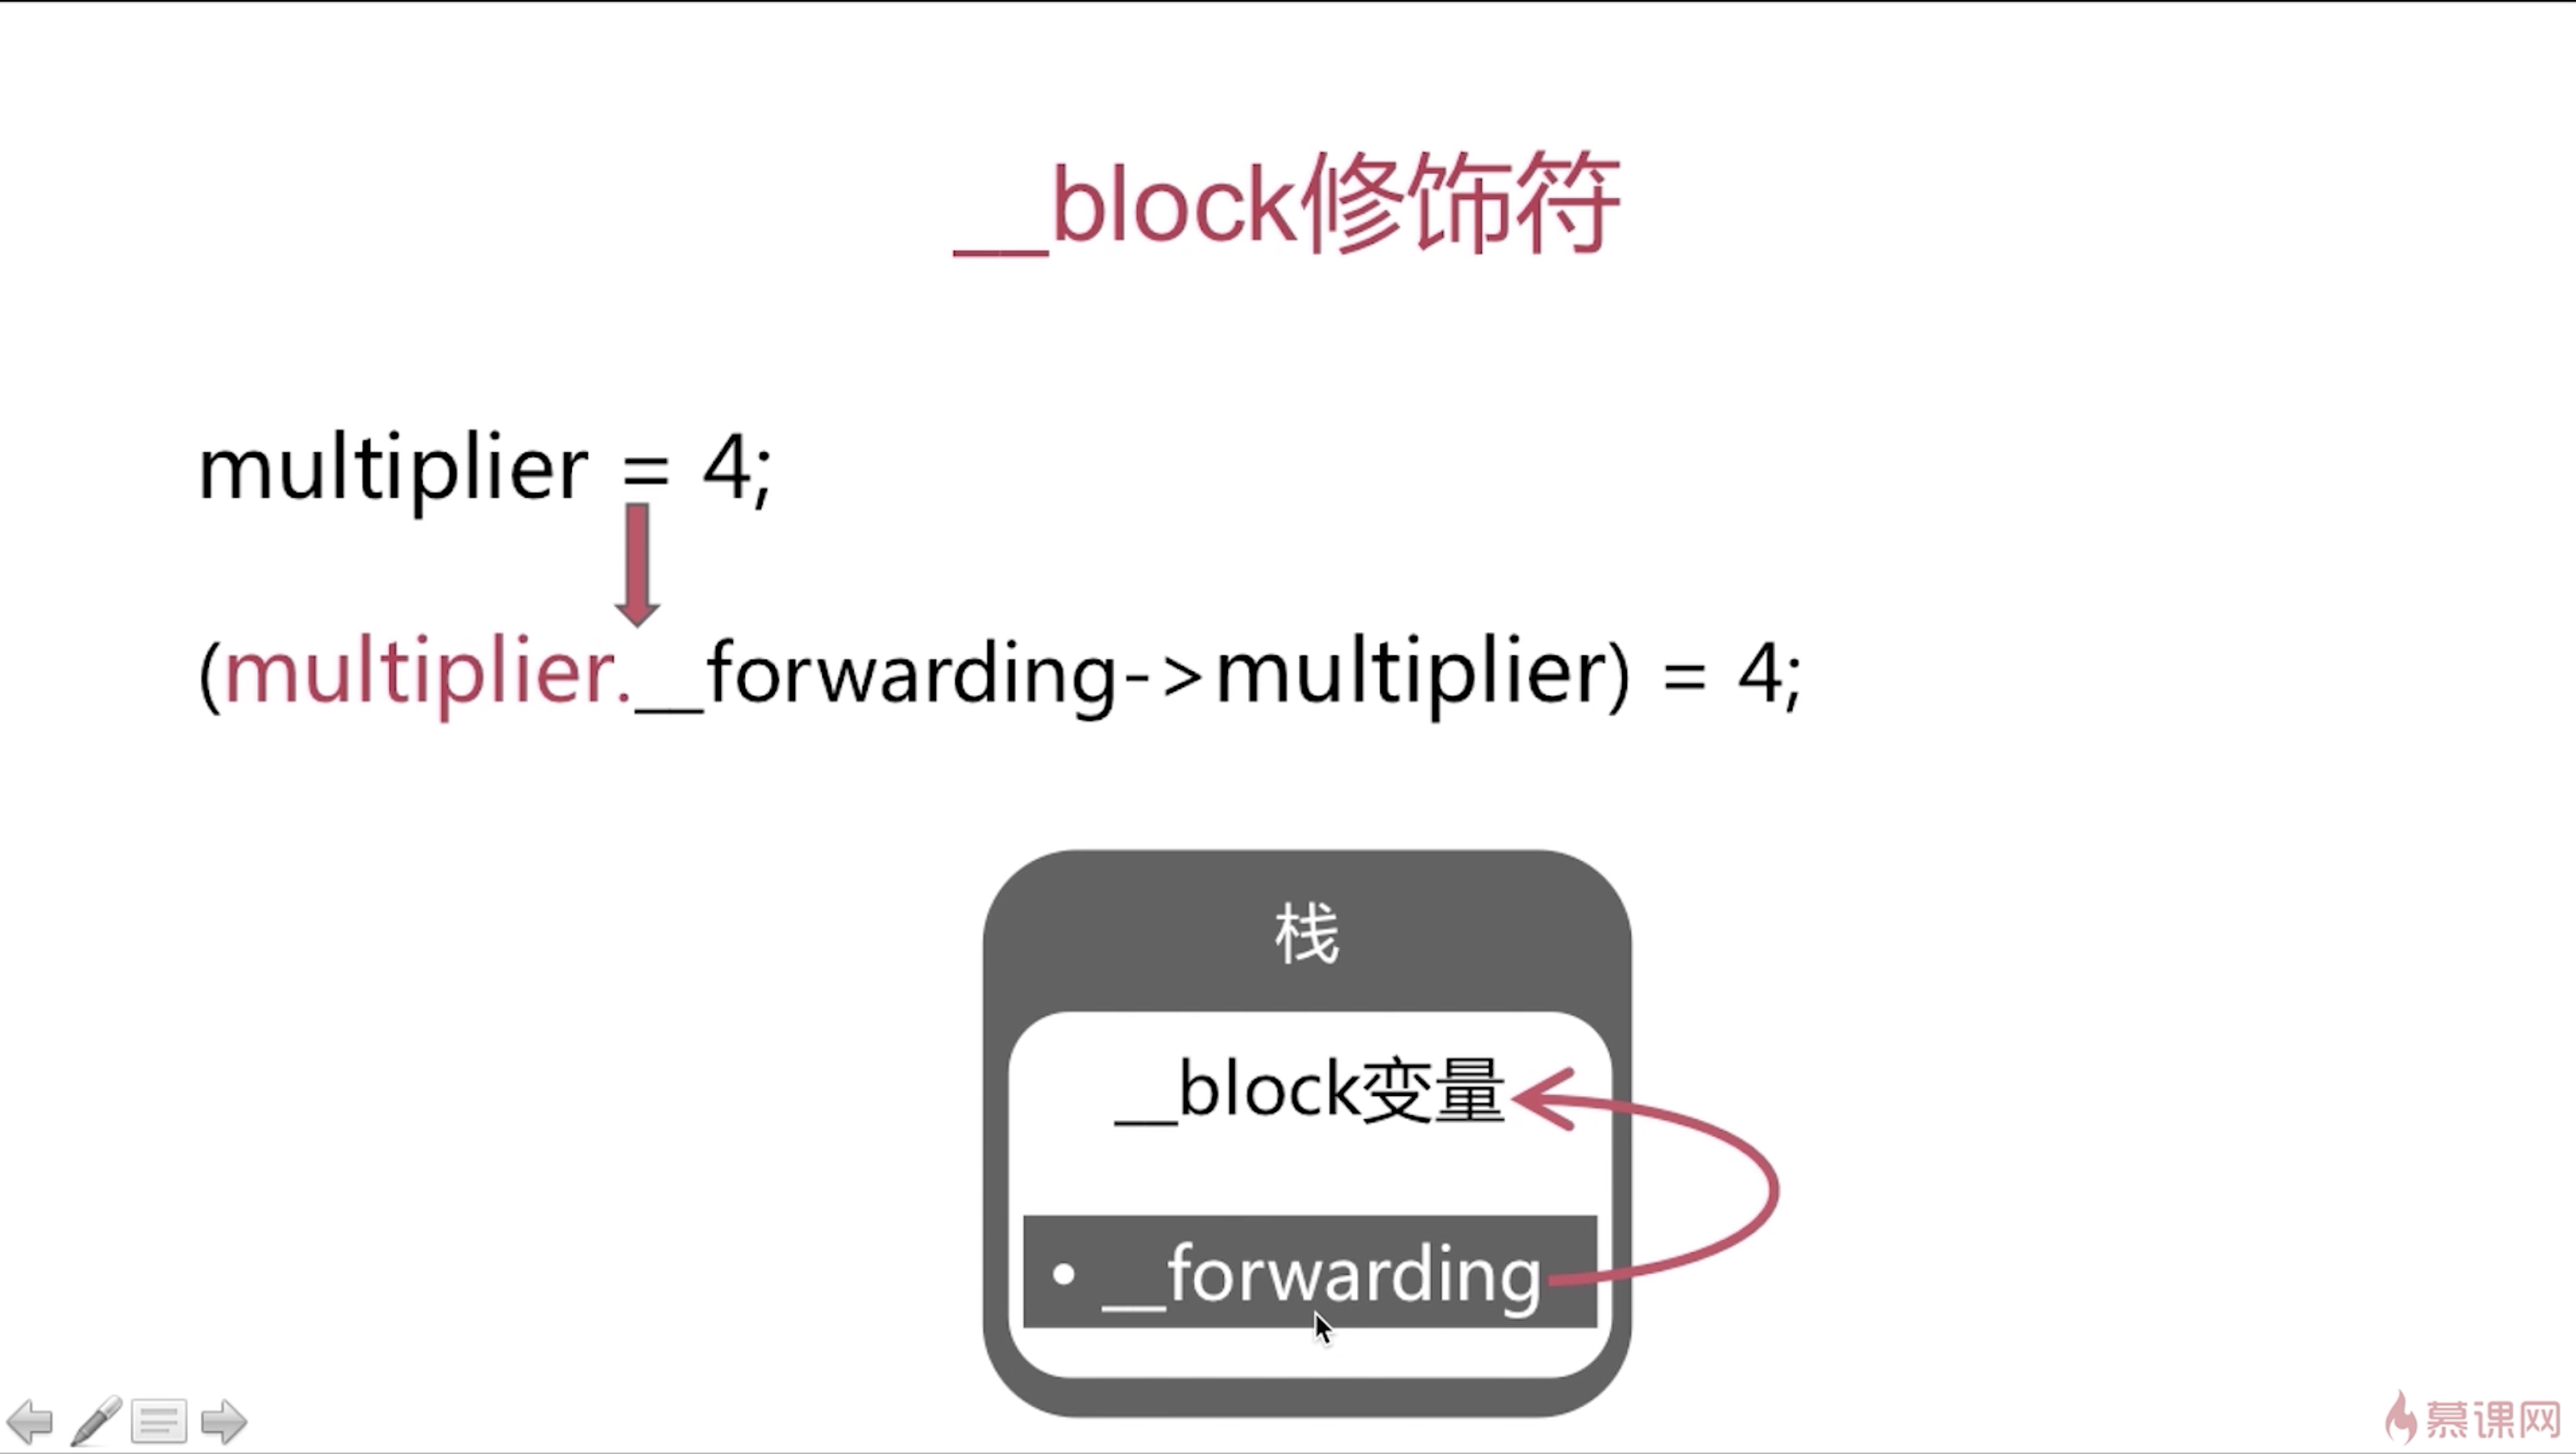 __block修饰符
multiplier = 4;
(multiplier.__forwarding->multiplier) = 4;
栈
__block变量
• __forwarding
慕课网